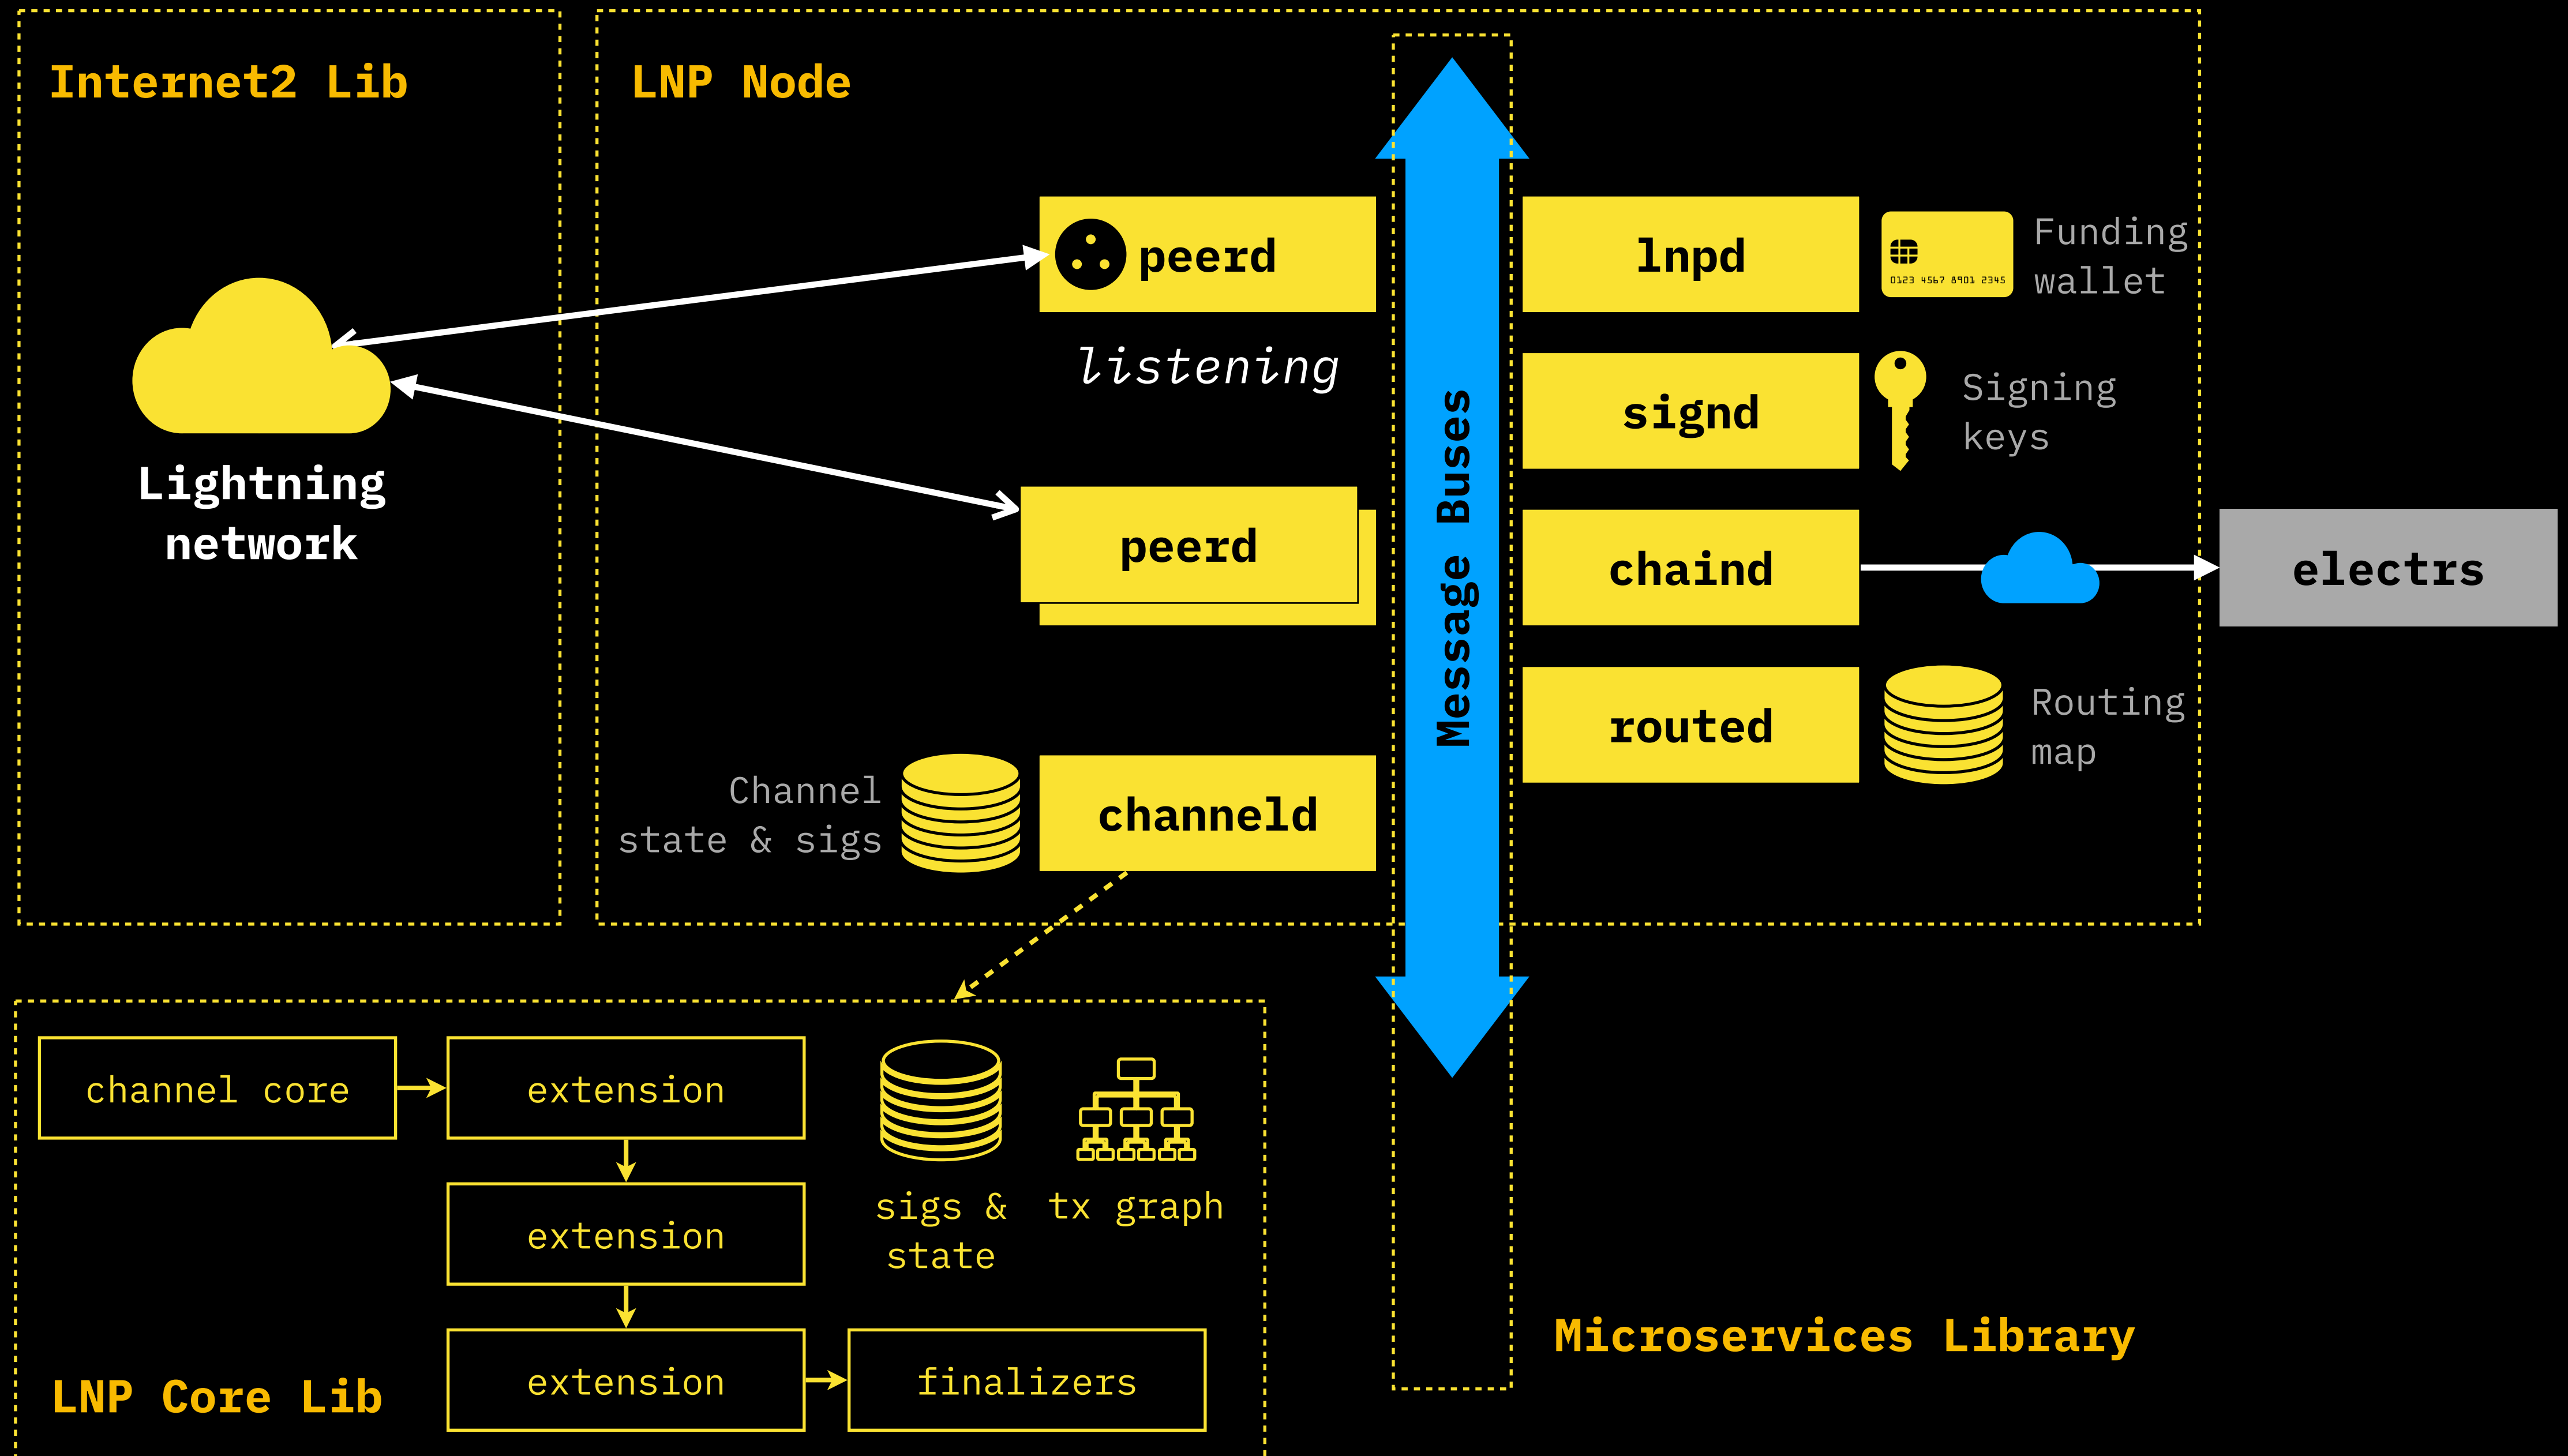 Internet2 Lib
LNP Node
peerd
listening
Lightning
network
peerd
Channel
state & sigs
channeld
Message Buses
lnpd
0123 4567 8901 2345
Funding
wallet
signd
Signing
keys
chaind
electrs
routed
Routing
map
channel core
extension
extension
extension
finalizers
sigs &
state
tx graph
LNP Core Lib
Microservices Library